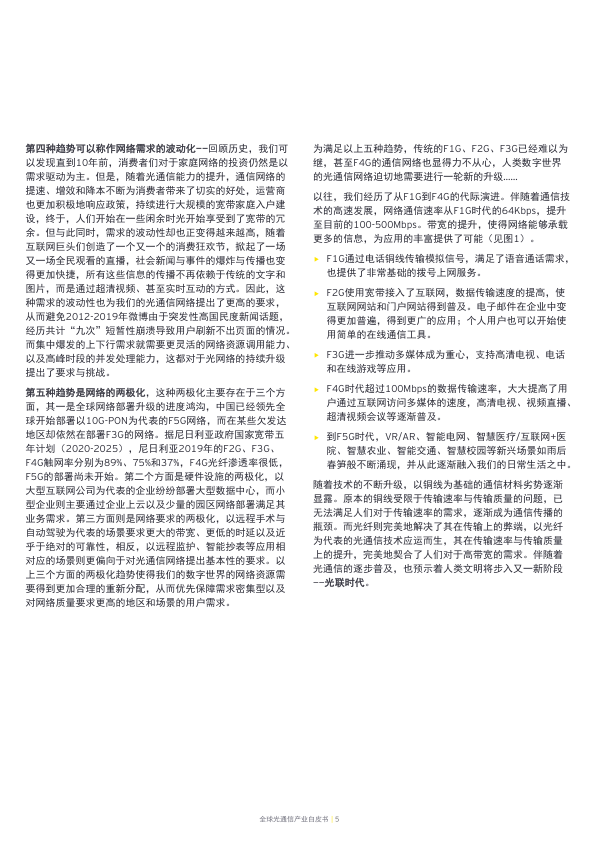 第四种趋势可以称作网络需求的波动化——回顾历史，我们可
以发现直到10年前，消费者们对于家庭网络的投资仍然是以
需求驱动为主。但是，随着光通信能力的提升，通信网络的
提速、增效和降本不断为消费者带来了切实的好处，运营商
也更加积极地响应政策，持续进行大规模的宽带家庭入户建
设，终于，人们开始在一些闲余时光开始享受到了宽带的冗
余。但与此同时，需求的波动性却也正变得越来越高，随着
互联网巨头们创造了一个又一个的消费狂欢节，掀起了一场
又一场全民观看的直播，社会新闻与事件的爆炸与传播也变
得更加快捷，所有这些信息的传播不再依赖于传统的文字和
图片，而是通过超清视频、甚至实时互动的方式。因此，这
种需求的波动性也为我们的光通信网络提出了更高的要求，
从而避免2012-2019年微博由于突发性高国民度新闻话题，
经历共计“九次”短暂性崩溃导致用户刷新不出页面的情况。
而集中爆发的上下行需求就需要更灵活的网络资源调用能力、
以及高峰时段的并发处理能力，这都对于光网络的持续升级
提出了要求与挑战。
第五种趋势是网络的两极化，这种两极化主要存在于三个方
面，其一是全球网络部署升级的进度鸿沟，中国已经领先全
球开始部署以10G-PON为代表的F5G网络，而在某些欠发达
地区却依然在部署F3G的网络。据尼日利亚政府国家宽带五
年计划（2020-2025），尼日利亚2019年的F2G、F3G、
F4G触网率分别为89%、75%和37%，F4G光纤渗透率很低，
F5G的部署尚未开始。第二个方面是硬件设施的两极化，以
大型互联网公司为代表的企业纷纷部署大型数据中心，而小
型企业则主要通过企业上云以及少量的园区网络部署满足其
业务需求。第三方面则是网络要求的两极化，以远程手术与
自动驾驶为代表的场景要求更大的带宽、更低的时延以及近
乎于绝对的可靠性，相反，以远程监护、智能抄表等应用相
对应的场景则更偏向于对光通信网络提出基本性的要求。以
上三个方面的两极化趋势使得我们的数字世界的网络资源需
要得到更加合理的重新分配，从而优先保障需求密集型以及
对网络质量要求更高的地区和场景的用户需求。
为满足以上五种趋势，传统的F1G、F2G、F3G已经难以为
继，甚至F4G的通信网络也显得力不从心，人类数字世界
的光通信网络迫切地需要进行一轮新的升级……
以往，我们经历了从F1G到F4G的代际演进。伴随着通信技
术的高速发展，网络通信速率从F1G时代的64Kbps，提升
至目前的100-500Mbps。带宽的提升，使得网络能够承载
更多的信息，为应用的丰富提供了可能（见图1）。
➤ F1G通过电话铜线传输模拟信号，满足了语音通话需求，
也提供了非常基础的拨号上网服务。
➤ F2G使用宽带接入了互联网，数据传输速度的提高，使
互联网网站和门户网站得到普及。电子邮件在企业中变
得更加普遍，得到更广的应用；个人用户也可以开始使
用简单的在线通信工具。
➤ F3G进一步推动多媒体成为重心，支持高清电视、电话
和在线游戏等应用。
➤ F4G时代超过100Mbps的数据传输速率，大大提高了用
户通过互联网访问多媒体的速度，高清电视、视频直播、
超清视频会议等逐渐普及。
➤ 到F5G时代，VR/AR、智能电网、智慧医疗/互联网+医
院、智慧农业、智能交通、智慧校园等新兴场景如雨后
春笋般不断涌现，并从此逐渐融入我们的日常生活之中。
随着技术的不断升级，以铜线为基础的通信材料劣势逐渐
显露。原本的铜线受限于传输速率与传输质量的问题，已
无法满足人们对于传输速率的需求，逐渐成为通信传播的
瓶颈。而光纤则完美地解决了其在传输上的弊端，以光纤
为代表的光通信技术应运而生，其在传输速率与传输质量
上的提升，完美地契合了人们对于高带宽的需求。伴随着
光通信的逐步普及，也预示着人类文明将步入又一新阶段
——光联时代。
全球光通信产业白皮书 | 5